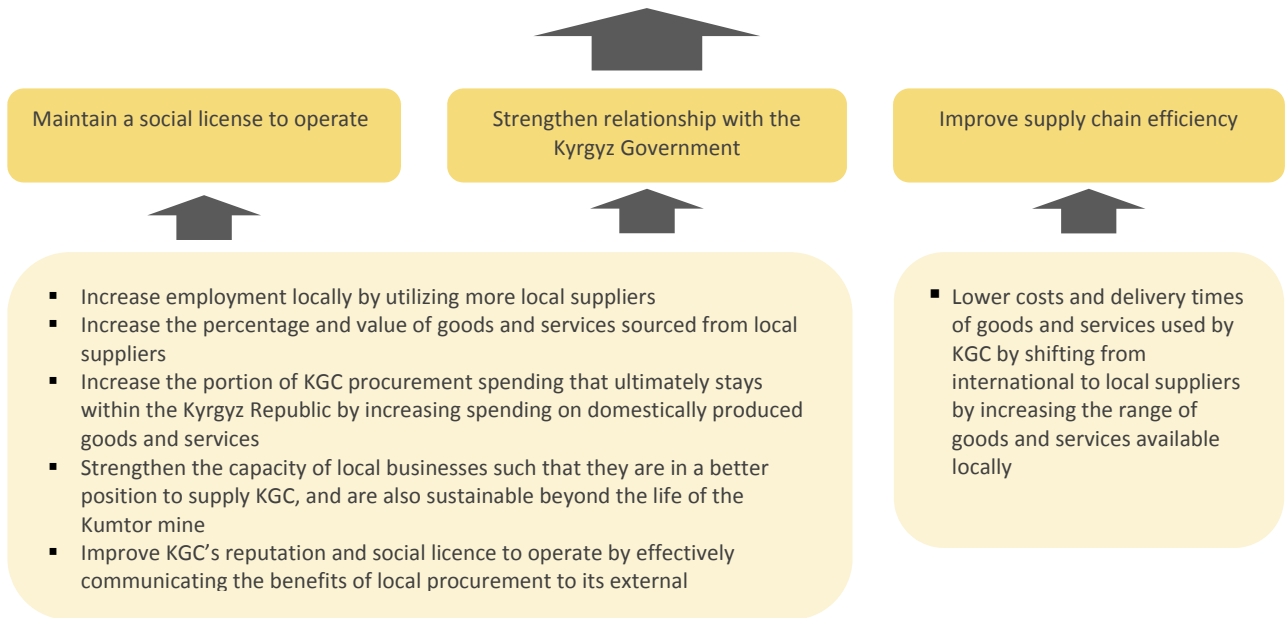 Maintain a social license to operate
Strengthen relationship with the
Kyrgyz Government
Improve supply chain efficiency
▪ Increase employment locally by utilizing more local suppliers
▪ Increase the percentage and value of goods and services sourced from local
suppliers
▪ Increase the portion of KGC procurement spending that ultimately stays
within the Kyrgyz Republic by increasing spending on domestically produced
goods and services
▪ Strengthen the capacity of local businesses such that they are in a better
position to supply KGC, and are also sustainable beyond the life of the
Kumtor mine
▪ Improve KGC’s reputation and social licence to operate by effectively
communicating the benefits of local procurement to its external
▪ Lower costs and delivery times
of goods and services used by
KGC by shifting from
international to local suppliers
by increasing the range of
goods and services available
locally